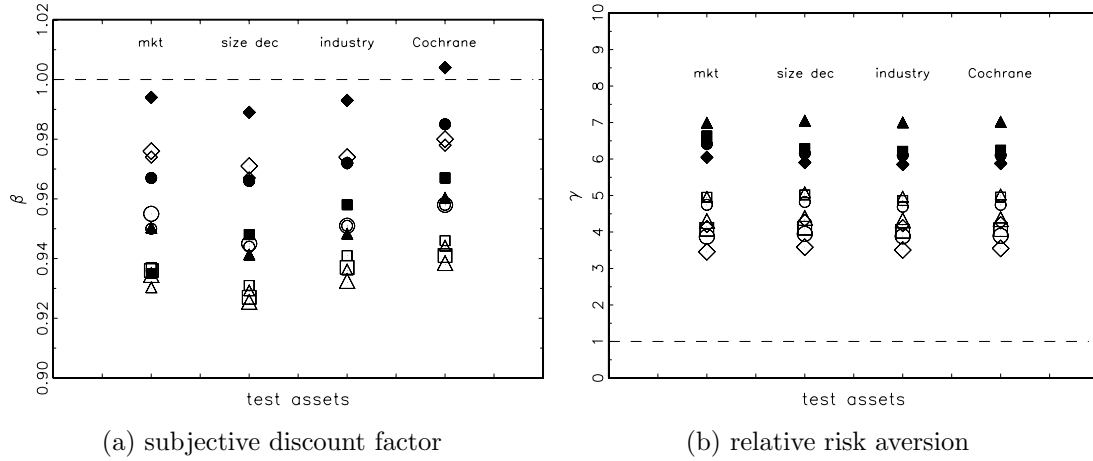 1.02
1.00
0.98
0.96
0.94
0.92
0.90
β
mkt size dec industry Cochrane
test assets
(a) subjective discount factor
10
9
8
7
6
5
4
3
2
1
0
γ
mkt size dec industry Cochrane
test assets
(b) relative risk aversion